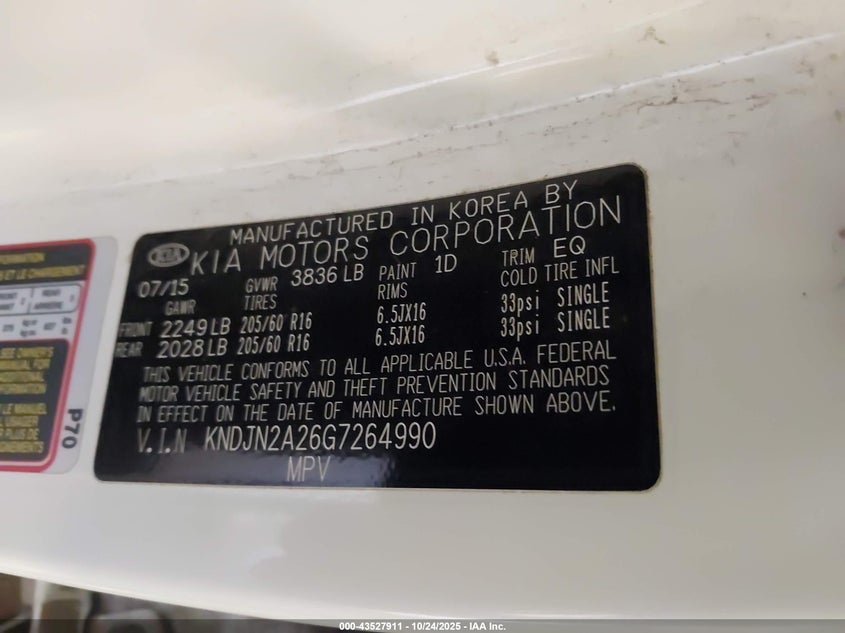 MANUFACTURED IN KOREA BY
KIA KIA MOTORS CORPORATION
07/15 GVWR 3836 LB PAINT 1D TRIM EQ
GAWR TIRES RIMS COLD TIRE INFL
FRONT 2249 LB 205/60 R16 6.5JX16 33psi SINGLE
REAR 2028 LB 205/60 R16 6.5JX16 33psi SINGLE
THIS VEHICLE CONFORMS TO ALL APPLICABLE U.S.A. FEDERAL
MOTOR VEHICLE SAFETY AND THEFT PREVENTION STANDARDS
IN EFFECT ON THE DATE OF MANUFACTURE SHOWN ABOVE.
V.I.N KNDJN2A26G7264990
MPV
P70
000-43527911 - 10/24/2025 - IAA Inc.